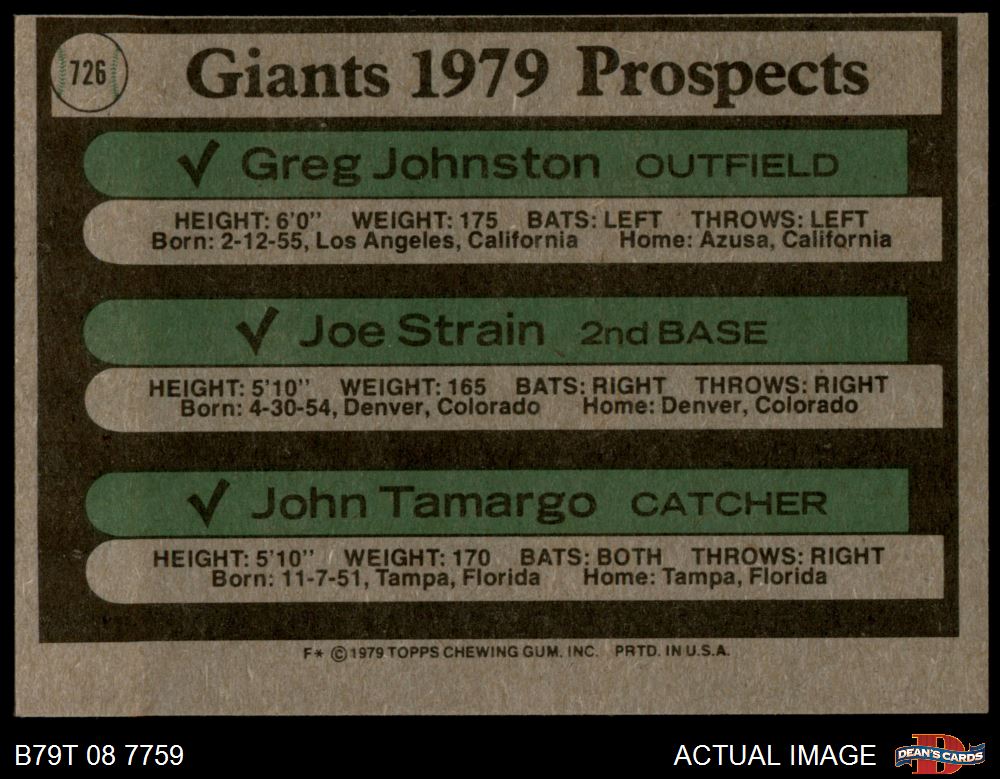 726
Giants 1979 Prospects
✓ Greg Johnston OUTFIELD
HEIGHT: 6'0" WEIGHT: 175 BATS: LEFT THROWS: LEFT
Born: 2-12-55, Los Angeles, California Home: Azusa, California
✓ Joe Strain 2nd BASE
HEIGHT: 5'10" WEIGHT: 165 BATS: RIGHT THROWS: RIGHT
Born: 4-30-54, Denver, Colorado Home: Denver, Colorado
✓ John Tamargo CATCHER
HEIGHT: 5'10" WEIGHT: 170 BATS: BOTH THROWS: RIGHT
Born: 11-7-51, Tampa, Florida Home: Tampa, Florida
F* © 1979 TOPPS CHEWING GUM, INC. PRTD. IN U.S.A.
B79T 08 7759 ACTUAL IMAGE DEAN'S CARDS